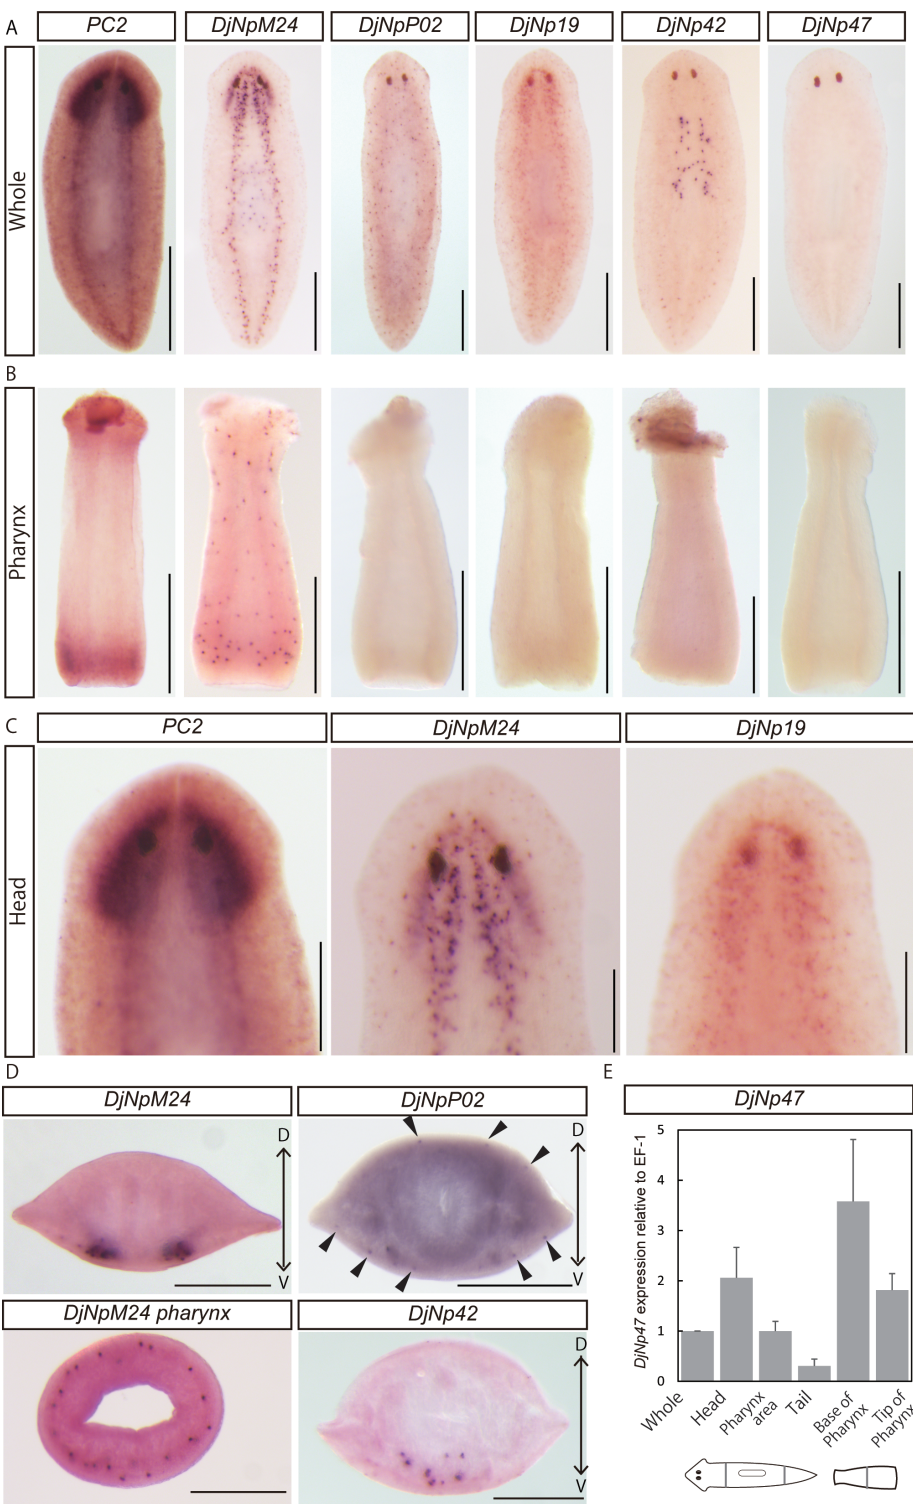 A
PC2 DjNpM24 DjNpP02 DjNp19 DjNp42 DjNp47
Whole
B
Pharynx
C
PC2 DjNpM24 DjNp19
Head
D
DjNpM24 DjNpP02
D
V
D
V
DjNpM24 pharynx DjNp42
D
V
E
DjNp47
DjNp47 expression relative to EF-1
5
4
3
2
1
0
Whole
Head
Pharynx
area
Tail
Base of
Pharynx
Tip of
Pharynx